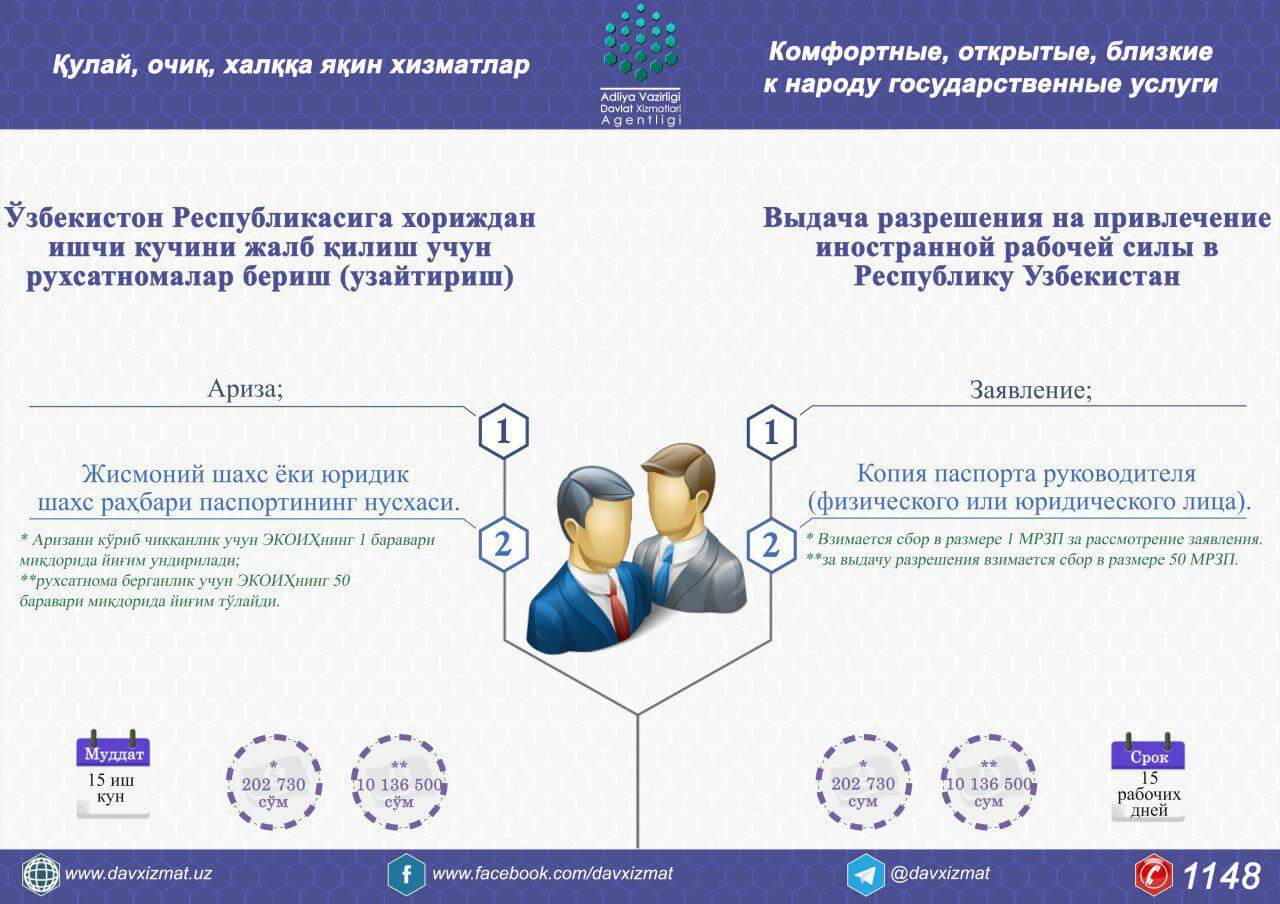 Қулай, очиқ, халққа яқин хизматлар
Adliya Vazirligi
Davlat Xizmatlari
Agentligi
Комфортные, открытые, близкие
к народу государственные услуги
Ўзбекистон Республикасига хориждан
ишчи кучини жалб қилиш учун
рухсатномалар бериш (узайтириш)
Ариза;
1
Жисмоний шахс ёки юридик
шахс раҳбари паспортининг нусхаси.
2
* Аризани кўриб чиққанлик учун ЭКОИҲнинг 1 баравари
миқдорида йиғим ундирилади;
**рухсатнома берганлик учун ЭКОИҲнинг 50
баравари миқдорида йиғим тўлайди.
Муддат
15 иш
кун
*
202 730
сўм
**
10 136 500
сўм
Выдача разрешения на привлечение
иностранной рабочей силы в
Республику Узбекистан
Заявление;
1
Копия паспорта руководителя
(физического или юридического лица).
2
* Взимается сбор в размере 1 МРЗП за рассмотрение заявления.
**за выдачу разрешения взимается сбор в размере 50 МРЗП.
*
202 730
сум
**
10 136 500
сум
Срок
15
рабочих
дней
www.davxizmat.uz
www.facebook.com/davxizmat
@davxizmat
1148